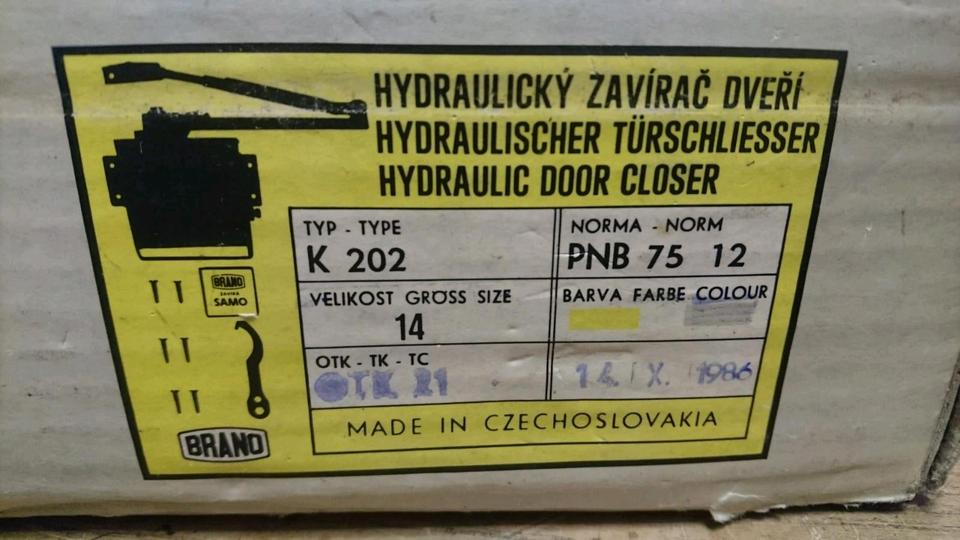 HYDRAULICKÝ ZAVÍRAČ DVEŘÍ
HYDRAULISCHER TÜRSCHLIESSER
HYDRAULIC DOOR CLOSER
TYP - TYPE
K 202
NORMA - NORM
PNB 75 12
VELIKOST GRÖSS SIZE
14
BARVA FARBE COLOUR
OTK - TK - TC
OTK 21
14. X. 1986
MADE IN CZECHOSLOVAKIA
BRANO
ZAVÍRÁ
SAMO
BRANO